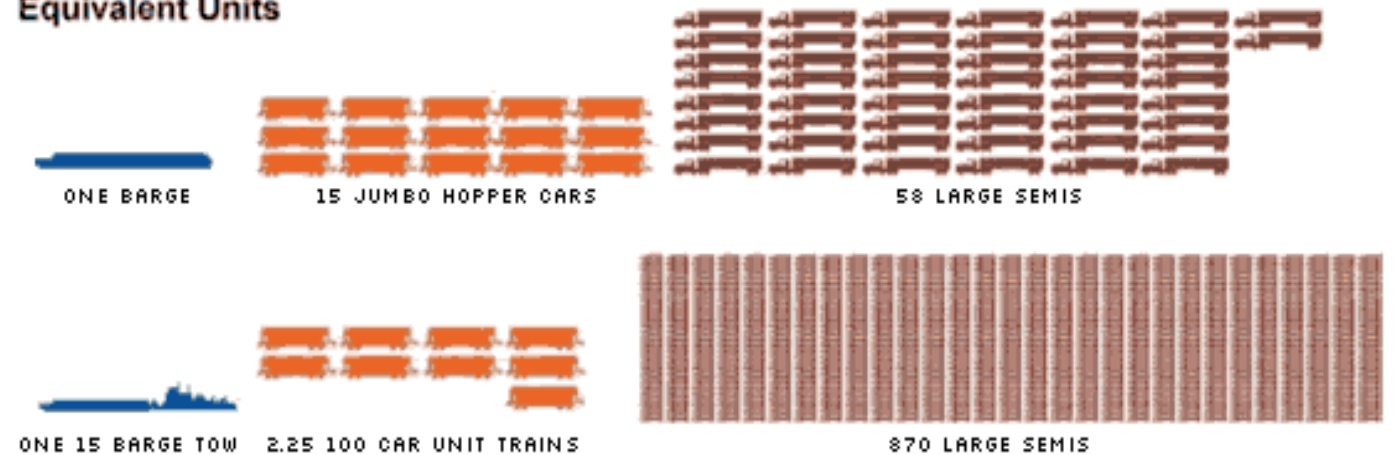 Equivalent Units
ONE BARGE
15 JUMBO HOPPER CARS
58 LARGE SEMIS
ONE 15 BARGE TOW
2.25 100 CAR UNIT TRAINS
870 LARGE SEMIS